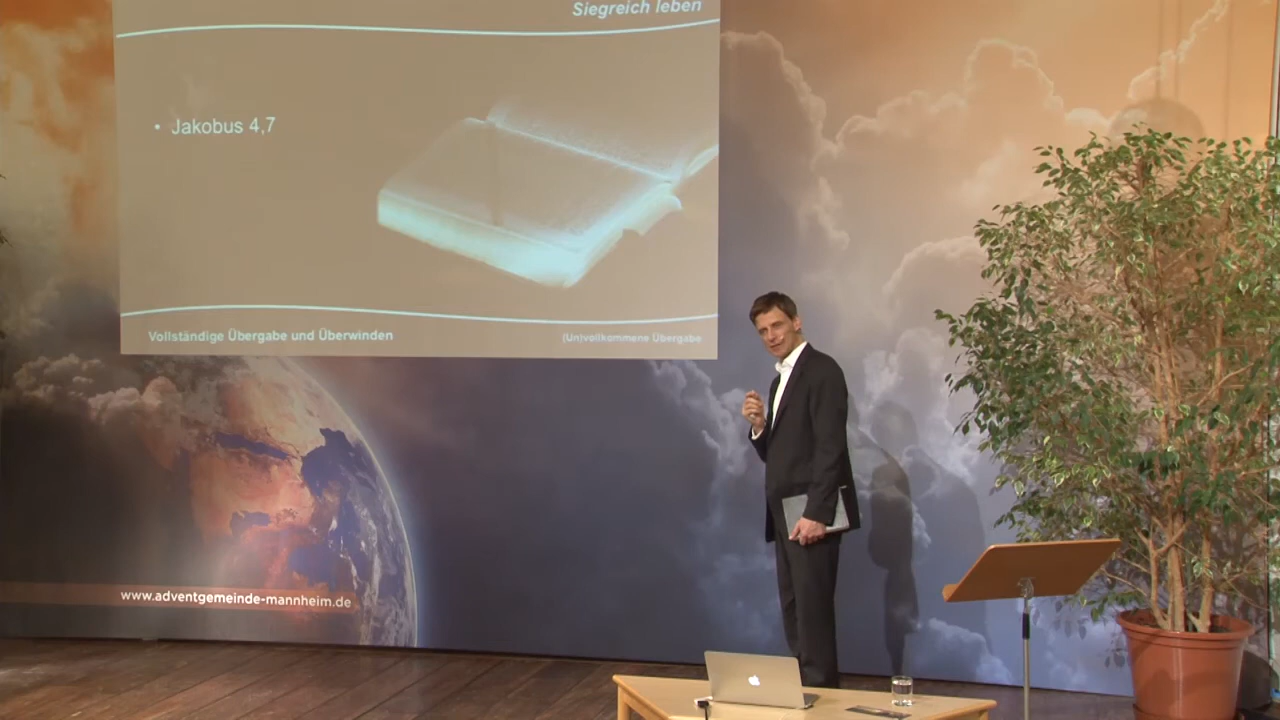 Siegreich leben
• Jakobus 4,7
Vollständige Übergabe und Überwinden
(Un)vollkommene Übergabe
www.adventgemeinde-mannheim.de